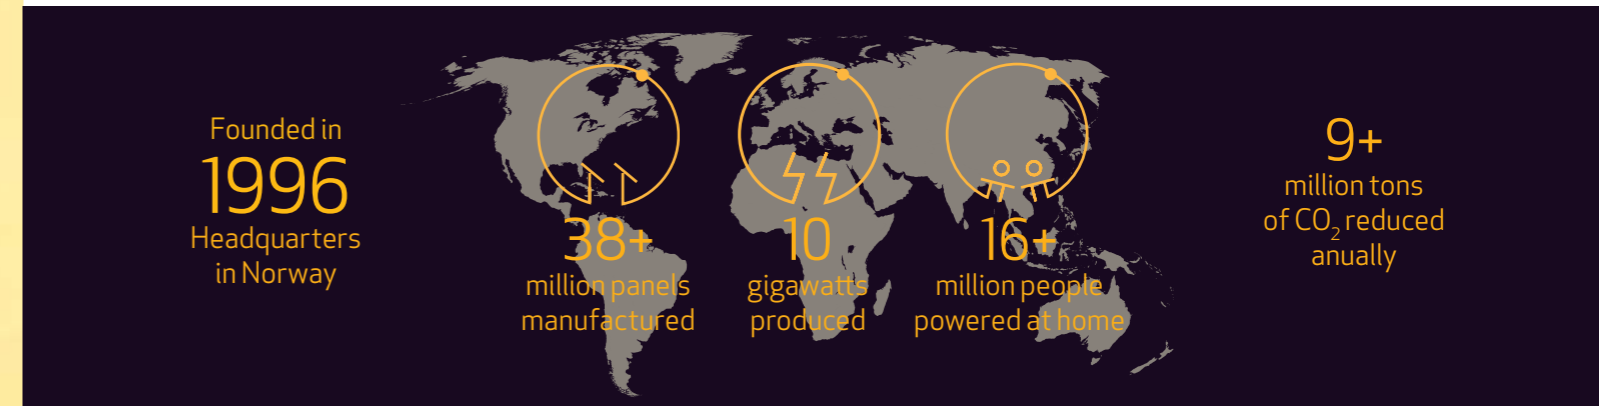 Founded in
1996
Headquarters
in Norway
38+
million panels
manufactured
10
gigawatts
produced
16+
million people
powered at home
9+
million tons
of CO₂ reduced
anually